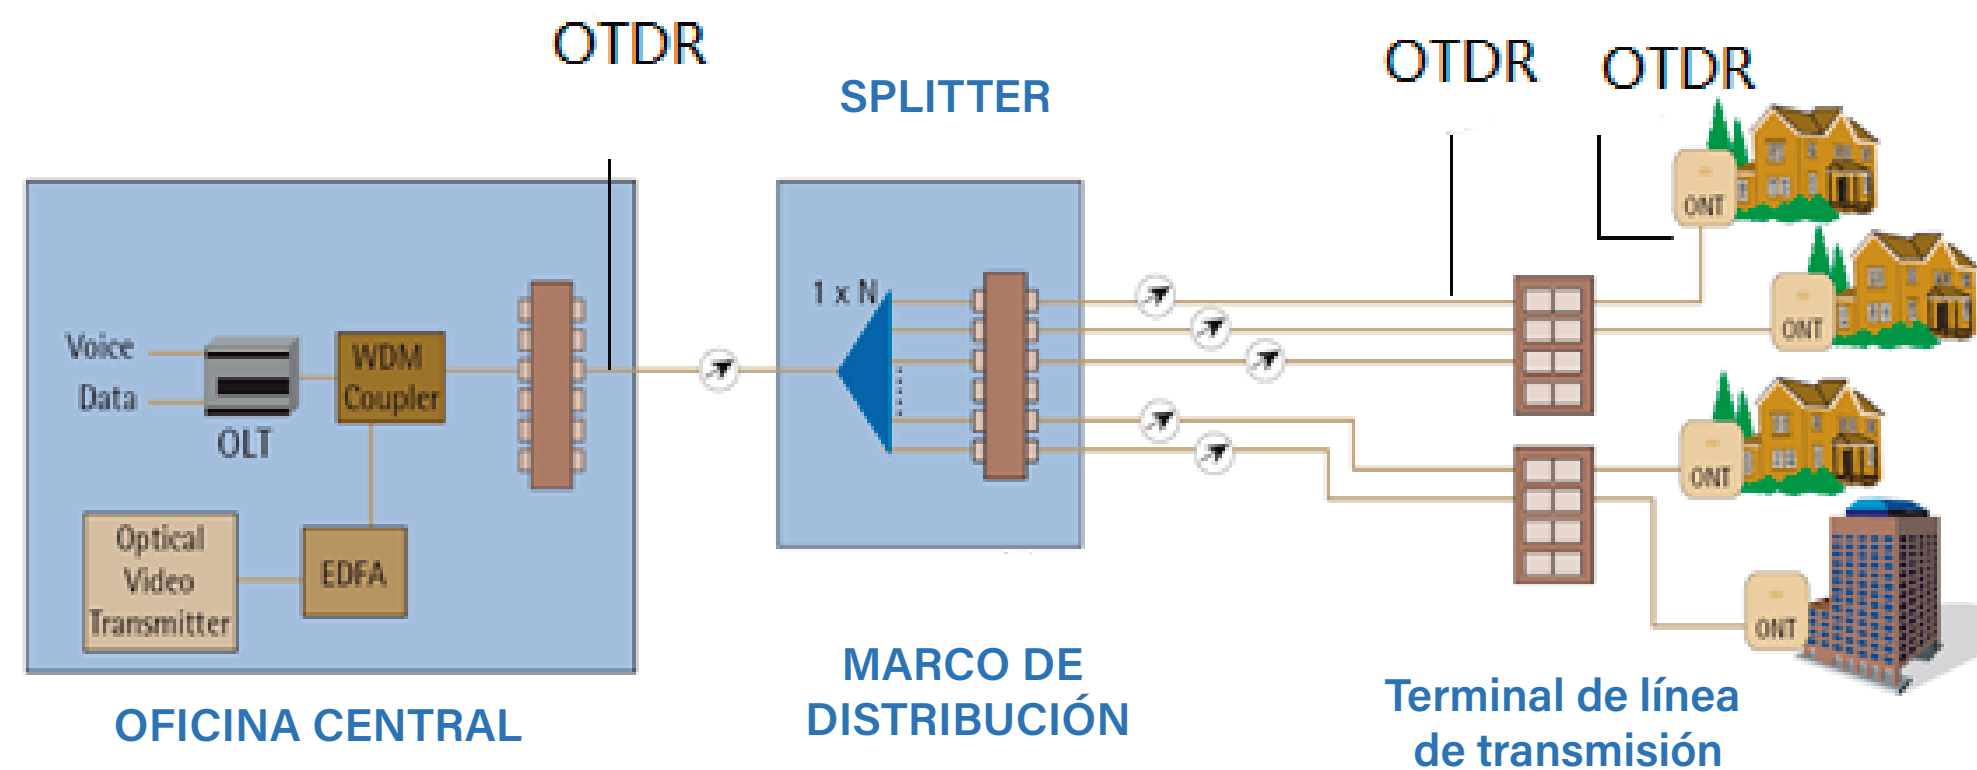 OTDR
OTDR
OTDR
SPLITTER
1 x N
Voice
Data
OLT
WDM
Coupler
Optical
Video
Transmitter
EDFA
ONT
ONT
ONT
ONT
OFICINA CENTRAL
MARCO DE
DISTRIBUCIÓN
Terminal de línea
de transmisión